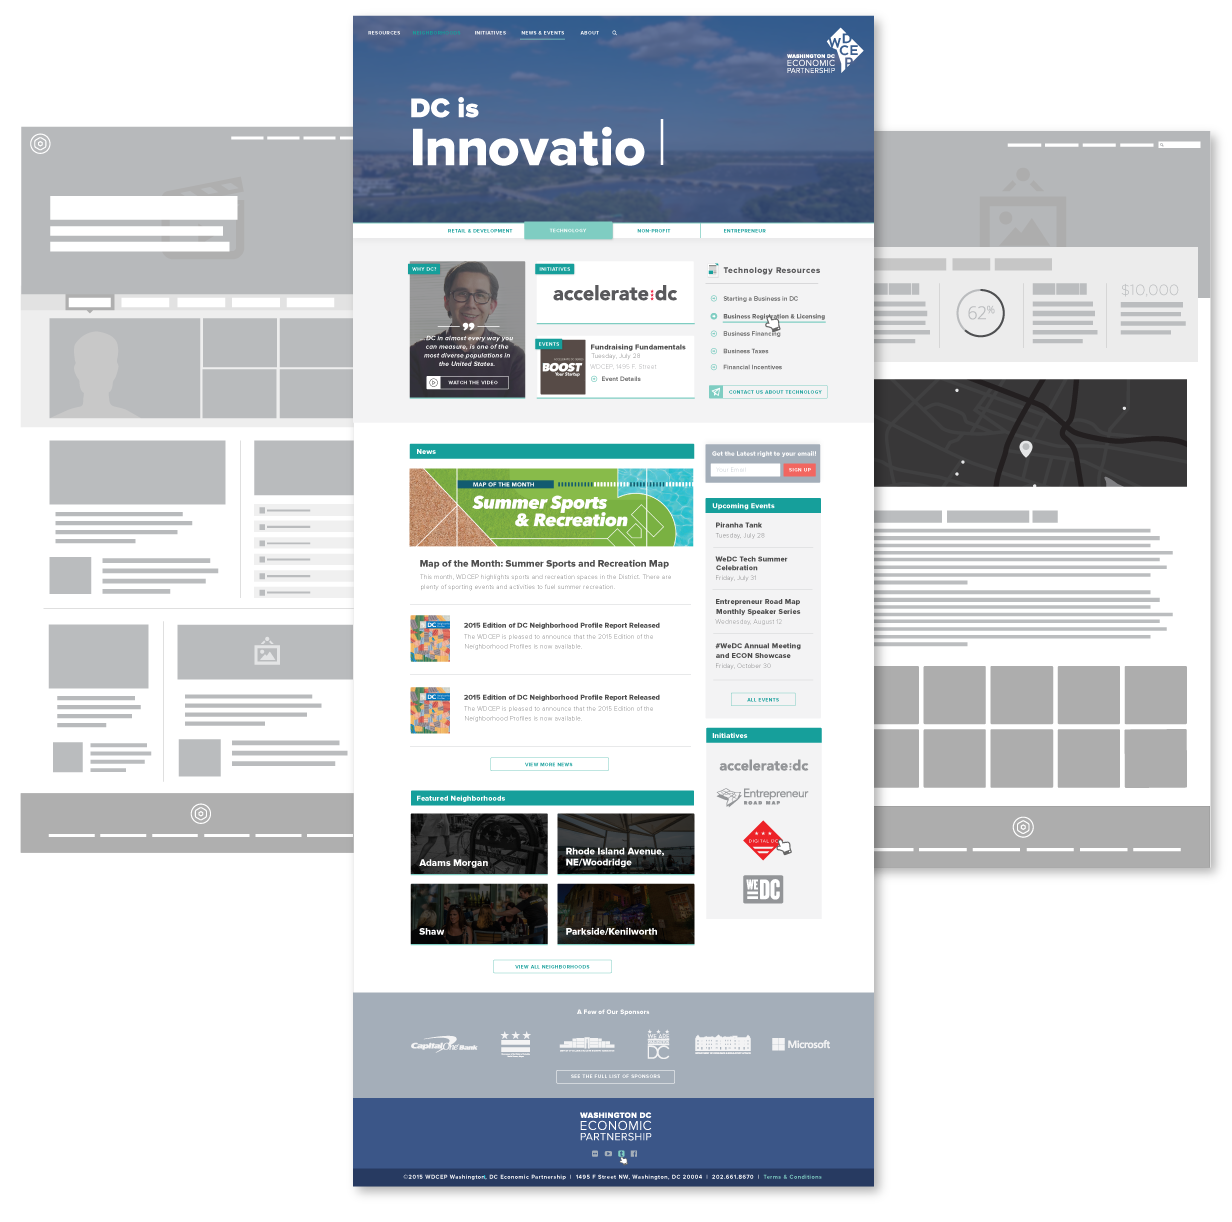 RESOURCES
NEIGHBORHOODS
INITIATIVES
NEWS & EVENTS
ABOUT
WDCEP
WASHINGTON DC
ECONOMIC
PARTNERSHIP
DC is
Innovatio
RETAIL & DEVELOPMENT
TECHNOLOGY
NON-PROFIT
ENTREPRENEUR
WHY DC?
DC in almost every way you
can measure, is one of the
most diverse populations in
the United States.
WATCH THE VIDEO
INITIATIVES
accelerate:dc
EVENTS
BOOST
Your Startup
Fundraising Fundamentals
Tuesday, July 28
WDCEP, 1495 F. Street
Event Details
Technology Resources
Starting a Business in DC
Business Registration & Licensing
Business Financing
Business Taxes
Financial Incentives
CONTACT US ABOUT TECHNOLOGY
62%
$10,000
News
MAP OF THE MONTH
Summer Sports
& Recreation
Map of the Month: Summer Sports and Recreation Map
This month, WDCEP highlights sports and recreation spaces in the District. There are
plenty of sporting events and activities to fuel summer recreation.
DC
2015 Edition of DC Neighborhood Profile Report Released
The WDCEP is pleased to announce that the 2015 Edition of the
Neighborhood Profiles is now available.
DC
2015 Edition of DC Neighborhood Profile Report Released
The WDCEP is pleased to announce that the 2015 Edition of the
Neighborhood Profiles is now available.
VIEW MORE NEWS
Get the Latest right to your email!
Your Email
SIGN UP
Upcoming Events
Piranha Tank
Tuesday, July 28
WeDC Tech Summer
Celebration
Friday, July 31
Entrepreneur Road Map
Monthly Speaker Series
Wednesday, August 12
#WeDC Annual Meeting
and ECON Showcase
Friday, October 30
ALL EVENTS
Initiatives
accelerate:dc
Entrepreneur
ROAD MAP
DIGITAL DC
WE DC
Featured Neighborhoods
Adams Morgan
Rhode Island Avenue,
NE/Woodridge
Shaw
Parkside/Kenilworth
VIEW ALL NEIGHBORHOODS
A Few of Our Sponsors
Capital One Bank
WE ARE
DC
Microsoft
SEE THE FULL LIST OF SPONSORS
WASHINGTON DC
ECONOMIC
PARTNERSHIP
©2015 WDCEP Washington, DC Economic Partnership | 1495 F Street NW, Washington, DC 20004 | 202.661.8670 | Terms & Conditions